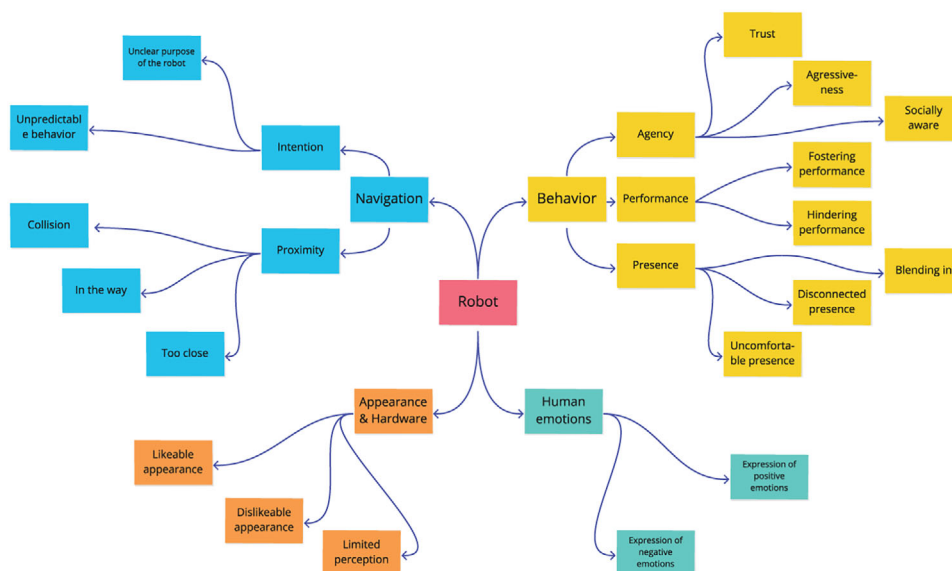 Unclear purpose
of the robot
Unpredictabl
e behavior
Intention
Navigation
Collision
Proximity
In the way
Too close
Trust
Agressive-
ness
Socially
aware
Agency
Behavior
Performance
Fostering
performance
Hindering
performance
Presence
Blending in
Disconnected
presence
Uncomforta-
ble presence
Robot
Appearance
& Hardware
Likeable
appearance
Dislikeable
appearance
Limited
perception
Human
emotions
Expression of
positive
emotions
Expression of
negative
emotions